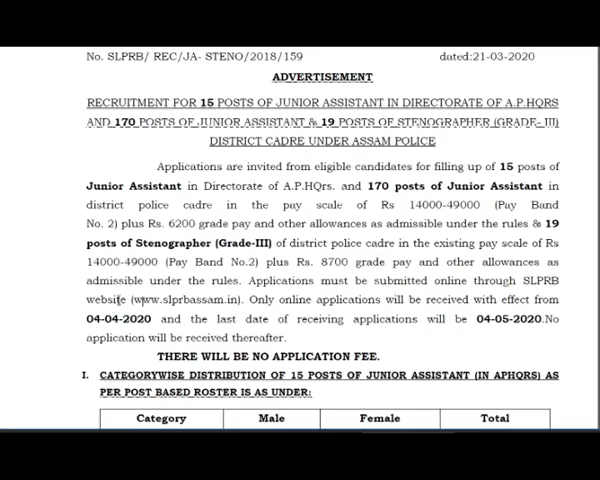 No. SLPRB/ REC/JA- STENO/2018/159 dated:21-03-2020
ADVERTISEMENT
RECRUITMENT FOR 15 POSTS OF JUNIOR ASSISTANT IN DIRECTORATE OF A.P.HQRS
AND 170 POSTS OF JUNIOR ASSISTANT & 19 POSTS OF STENOGRAPHER (GRADE- III)
DISTRICT CADRE UNDER ASSAM POLICE
Applications are invited from eligible candidates for filling up of 15 posts of
Junior Assistant in Directorate of A.P.HQrs. and 170 posts of Junior Assistant in
district police cadre in the pay scale of Rs 14000-49000 (Pay Band
No. 2) plus Rs. 6200 grade pay and other allowances as admissible under the rules & 19
posts of Stenographer (Grade-III) of district police cadre in the existing pay scale of Rs
14000-49000 (Pay Band No.2) plus Rs. 8700 grade pay and other allowances as
admissible under the rules. Applications must be submitted online through SLPRB
website (www.slprbassam.in). Only online applications will be received with effect from
04-04-2020 and the last date of receiving applications will be 04-05-2020.No
application will be received thereafter.
THERE WILL BE NO APPLICATION FEE.
I. CATEGORYWISE DISTRIBUTION OF 15 POSTS OF JUNIOR ASSISTANT (IN APHQRS) AS
PER POST BASED ROSTER IS AS UNDER:
Category Male Female Total